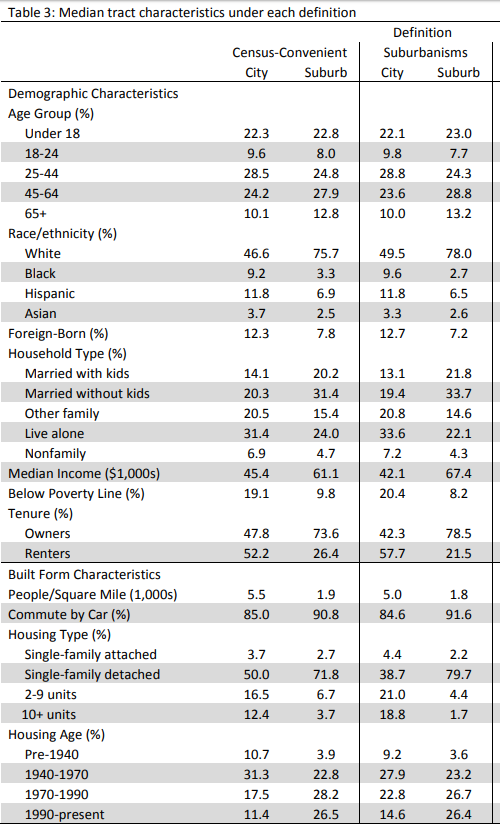 Table 3: Median tract characteristics under each definition
Definition
Census-Convenient Suburbanisms
City Suburb City Suburb
Demographic Characteristics
Age Group (%)
Under 18 22.3 22.8 22.1 23.0
18-24 9.6 8.0 9.8 7.7
25-44 28.5 24.8 28.8 24.3
45-64 24.2 27.9 23.6 28.8
65+ 10.1 12.8 10.0 13.2
Race/ethnicity (%)
White 46.6 75.7 49.5 78.0
Black 9.2 3.3 9.6 2.7
Hispanic 11.8 6.9 11.8 6.5
Asian 3.7 2.5 3.3 2.6
Foreign-Born (%) 12.3 7.8 12.7 7.2
Household Type (%)
Married with kids 14.1 20.2 13.1 21.8
Married without kids 20.3 31.4 19.4 33.7
Other family 20.5 15.4 20.8 14.6
Live alone 31.4 24.0 33.6 22.1
Nonfamily 6.9 4.7 7.2 4.3
Median Income ($1,000s) 45.4 61.1 42.1 67.4
Below Poverty Line (%) 19.1 9.8 20.4 8.2
Tenure (%)
Owners 47.8 73.6 42.3 78.5
Renters 52.2 26.4 57.7 21.5
Built Form Characteristics
People/Square Mile (1,000s) 5.5 1.9 5.0 1.8
Commute by Car (%) 85.0 90.8 84.6 91.6
Housing Type (%)
Single-family attached 3.7 2.7 4.4 2.2
Single-family detached 50.0 71.8 38.7 79.7
2-9 units 16.5 6.7 21.0 4.4
10+ units 12.4 3.7 18.8 1.7
Housing Age (%)
Pre-1940 10.7 3.9 9.2 3.6
1940-1970 31.3 22.8 27.9 23.2
1970-1990 17.5 28.2 22.8 26.7
1990-present 11.4 26.5 14.6 26.4